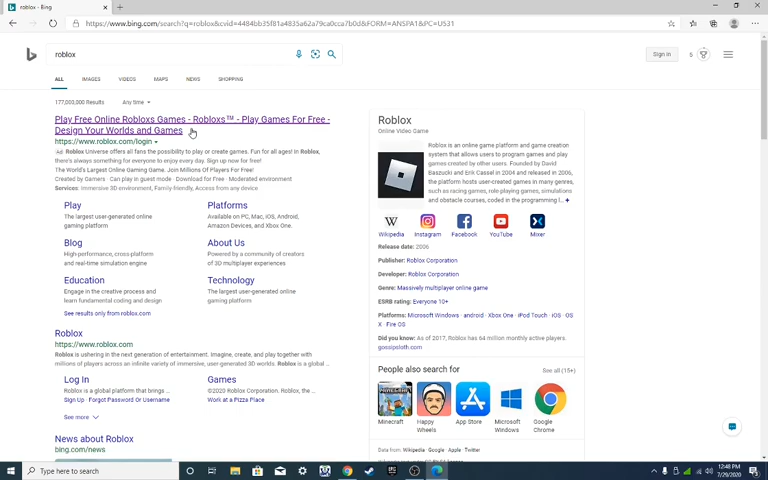 roblox - Bing
https://www.bing.com/search?q=roblox&cvid=4484bb35f81a4835a62a79ca0cca7b0d&FORM=ANSPA1&PC=U531
roblox
Sign in
5
ALL
IMAGES
VIDEOS
MAPS
NEWS
SHOPPING
177,000,000 Results
Any time
Play Free Online Robloxs Games - Robloxs™ - Play Games For Free -
Design Your Worlds and Games
https://www.roblox.com/login
Ad Roblox Universe offers all fans the possibility to play or create games. Fun for all ages! In Roblox,
there's always something for everyone to enjoy every day. Sign up now for free!
The World's Largest Online Gaming Game. Join Millions Of Players For Free!
Created by Gamers · Can play in guest mode · Download for Free · Moderated environment
Services: Immersive 3D environment, Family-friendly, Access from any device
Play
The largest user-generated online
gaming platform
Platforms
Available on PC, Mac, iOS, Android,
Amazon Devices, and Xbox One.
Blog
High-performance, cross-platform
and real-time simulation engine
About Us
Powered by a community of creators
of 3D multiplayer experiences
Education
Engage in the creative process and
learn fundamental coding and design
Technology
The largest user-generated online
gaming platform
See results only from roblox.com
Roblox
https://www.roblox.com
Roblox is ushering in the next generation of entertainment. Imagine, create, and play together with
millions of players across an infinite variety of immersive, user-generated 3D worlds. Roblox is a global ...
Log In
Roblox is a global platform that brings ...
Sign Up · Forgot Password Or Username
Games
©2020 Roblox Corporation. Roblox, the ...
Work at a Pizza Place
See more
News about Roblox
bing.com/news
Roblox
Online Video Game
Roblox is an online game platform and game creation
system that allows users to program games and play
games created by other users. Founded by David
Baszucki and Erik Cassel in 2004 and released in 2006,
the platform hosts user-created games in many genres,
such as racing games, role-playing games, simulations
and obstacle courses, coded in the programming l... +
W
Wikipedia
Instagram
Facebook
YouTube
Mixer
Release date: 2006
Publisher: Roblox Corporation
Developer: Roblox Corporation
Genre: Massively multiplayer online game
ESRB rating: Everyone 10+
Platforms: Microsoft Windows · android · Xbox One · iPod Touch · iOS · OS
X · Fire OS
Did you know: As of 2017, Roblox has 64 million monthly active players.
gossipsloth.com
People also search for
See all (15+)
Minecraft
Happy
Wheels
App Store
Microsoft
Windows
Google
Chrome
Data from: Wikipedia · Google · Apple · Twitter
Type here to search
12:48 PM
7/29/2020